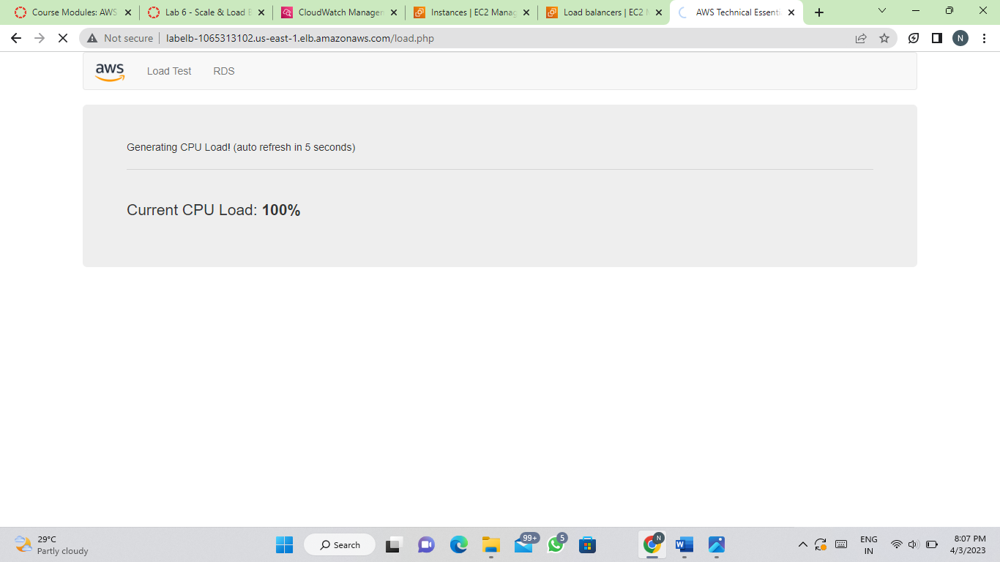 Course Modules: AWS
Lab 6 - Scale & Load
CloudWatch Managem
Instances | EC2 Manag
Load balancers | EC2
AWS Technical Essenti
Not secure
labelb-1065313102.us-east-1.elb.amazonaws.com/load.php
N
aws
Load Test
RDS
Generating CPU Load! (auto refresh in 5 seconds)
Current CPU Load: 100%
29°C
Partly cloudy
Search
99+
5
N
W
ENG
IN
8:07 PM
4/3/2023